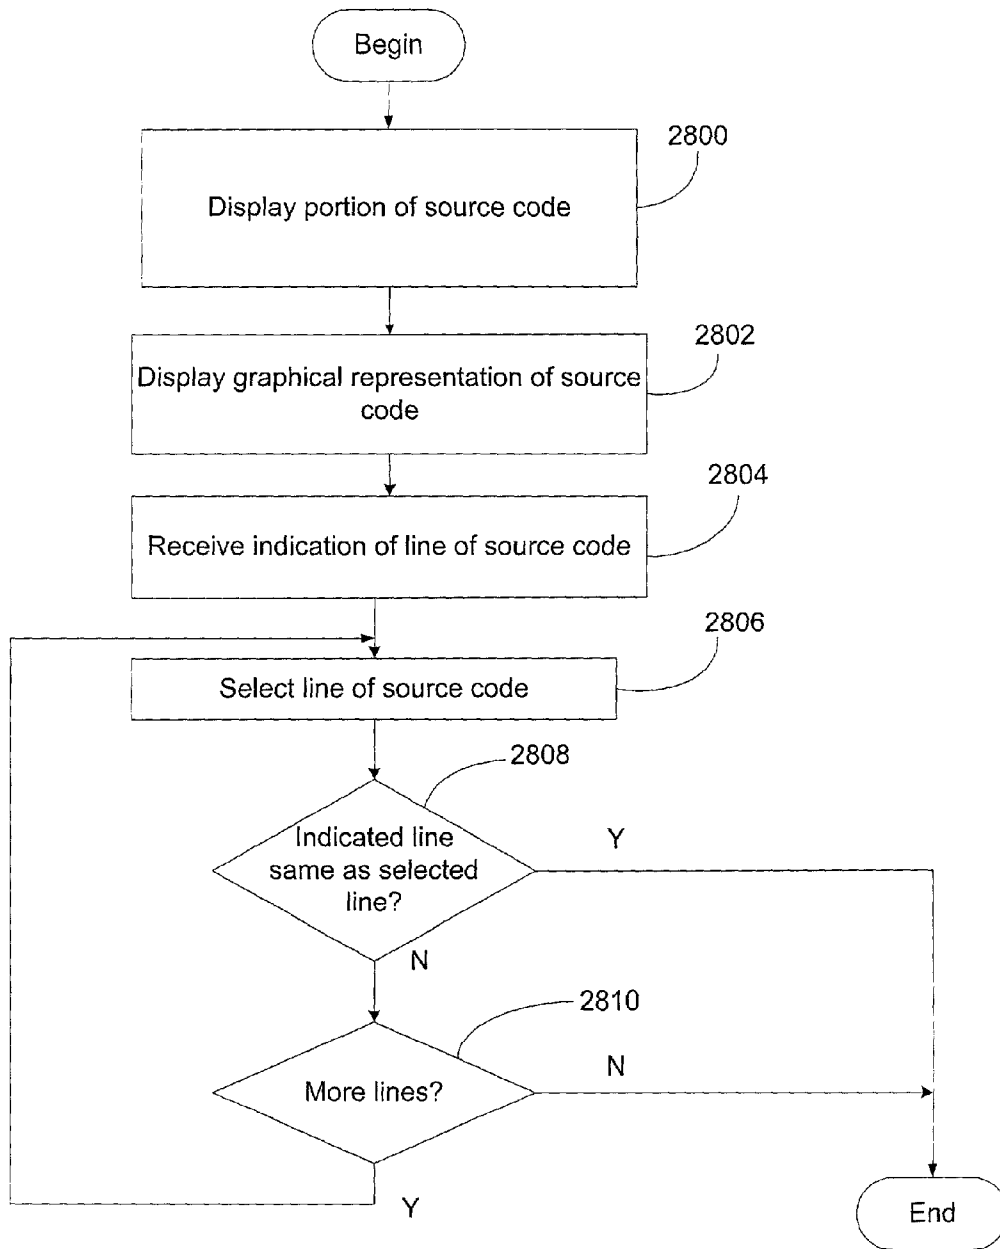 Begin
2800
Display portion of source code
2802
Display graphical representation of source
code
2804
Receive indication of line of source code
2806
Select line of source code
2808
Indicated line
same as selected
line?
Y
N
2810
More lines?
N
Y
End